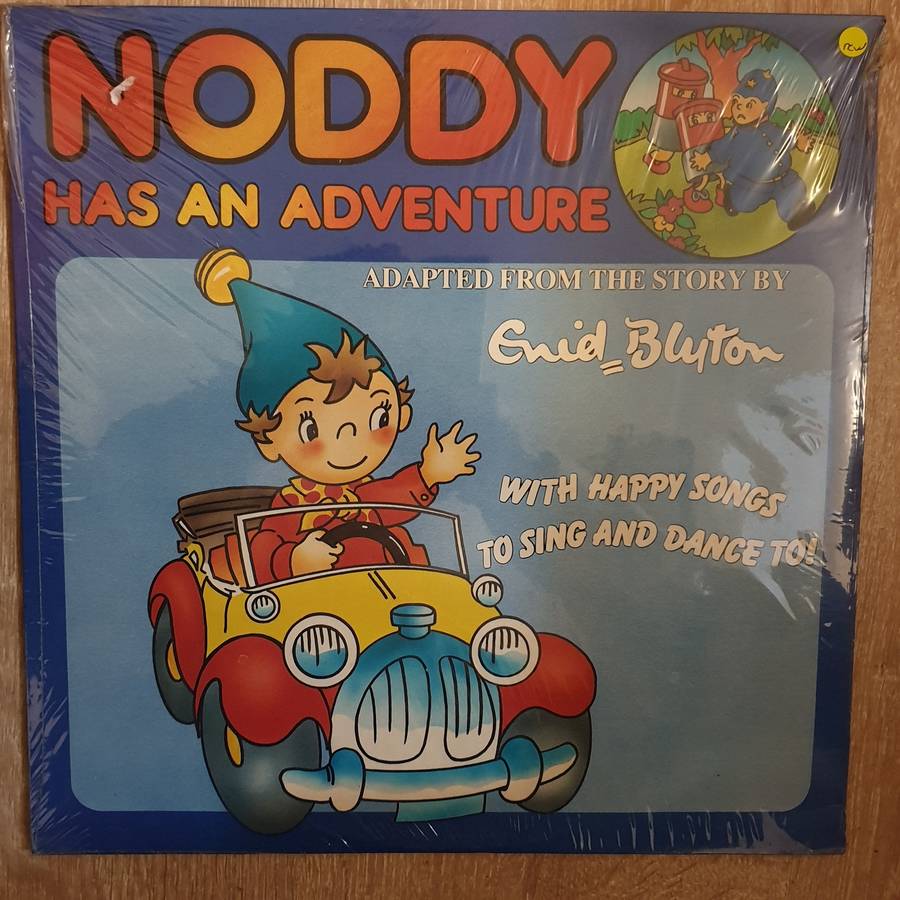 NODDY
HAS AN ADVENTURE
new
ADAPTED FROM THE STORY BY
Enid Blyton
WITH HAPPY SONGS
TO SING AND DANCE TO!